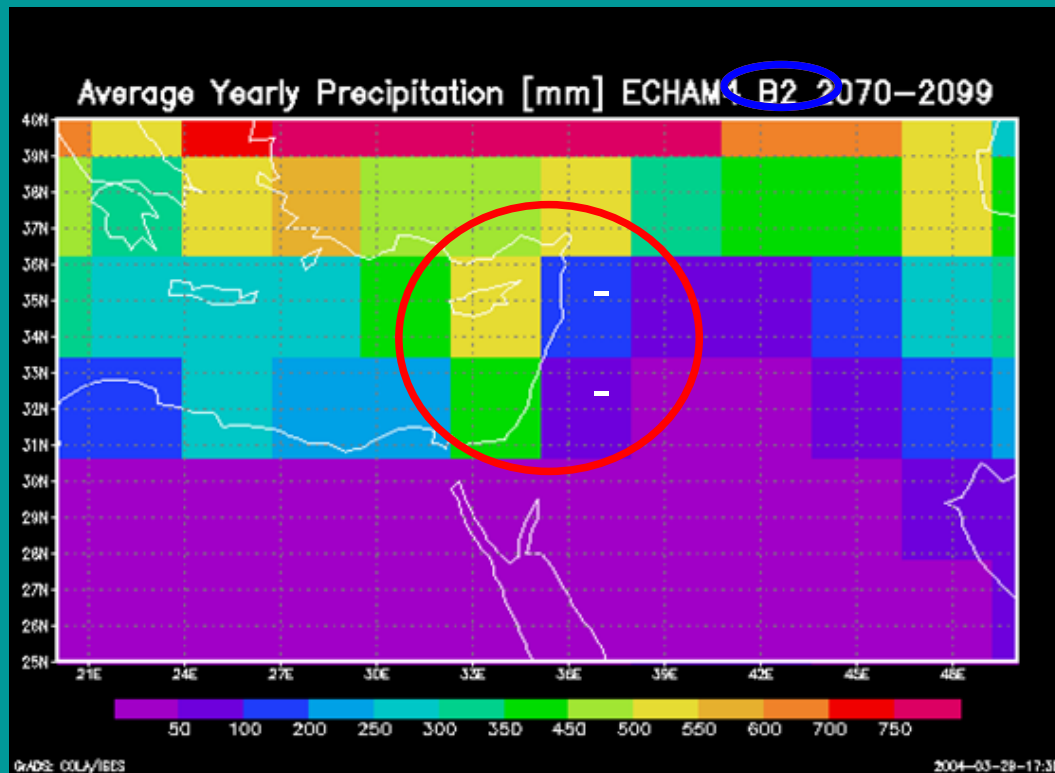 Average Yearly Precipitation [mm] ECHAM4 B2 2070-2099
40N
39N
38N
37N
36N
35N
34N
33N
32N
31N
30N
29N
28N
27N
26N
25N
21E 24E 27E 30E 33E 36E 39E 42E 45E 48E
50 100 200 250 300 350 450 500 550 600 700 750
GrADS: COLA/IGES
2004-03-29-17:3